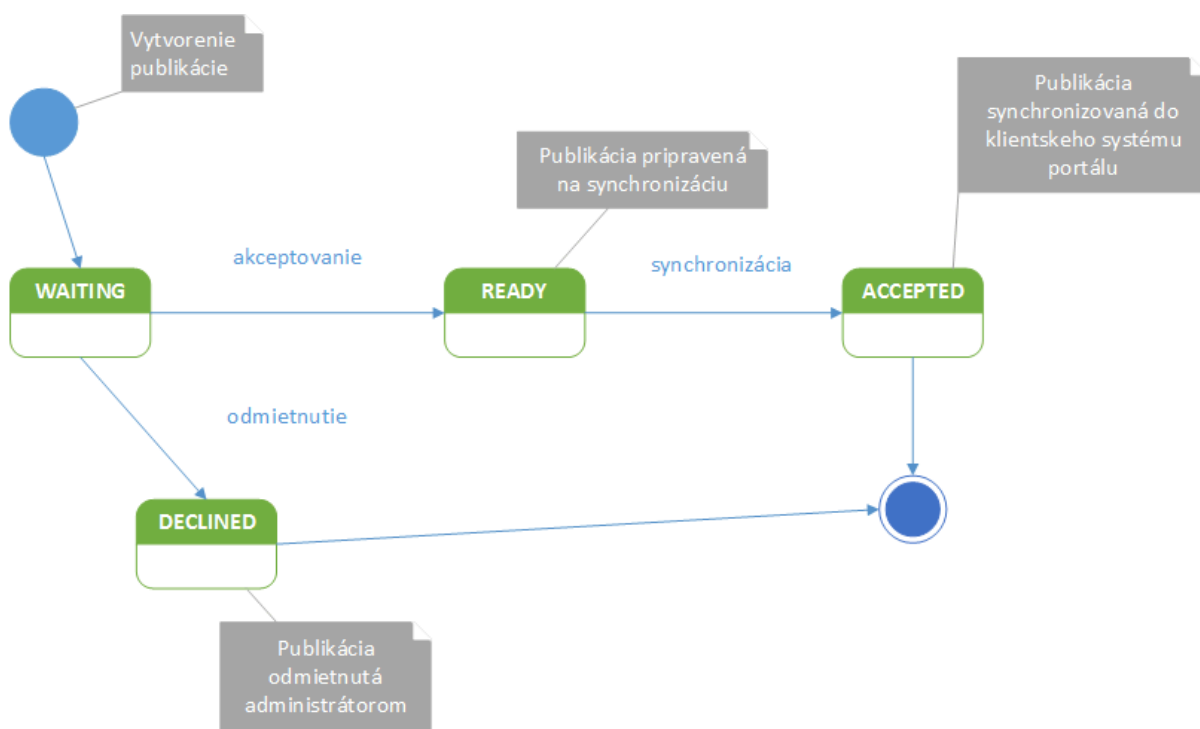 Vytvorenie
publikácie
Publikácia
synchronizovaná do
klientskeho systému
portálu
Publikácia pripravená
na synchronizáciu
akceptovanie
synchronizácia
WAITING
READY
ACCEPTED
odmietnutie
DECLINED
Publikácia
odmietnutá
administrátorom